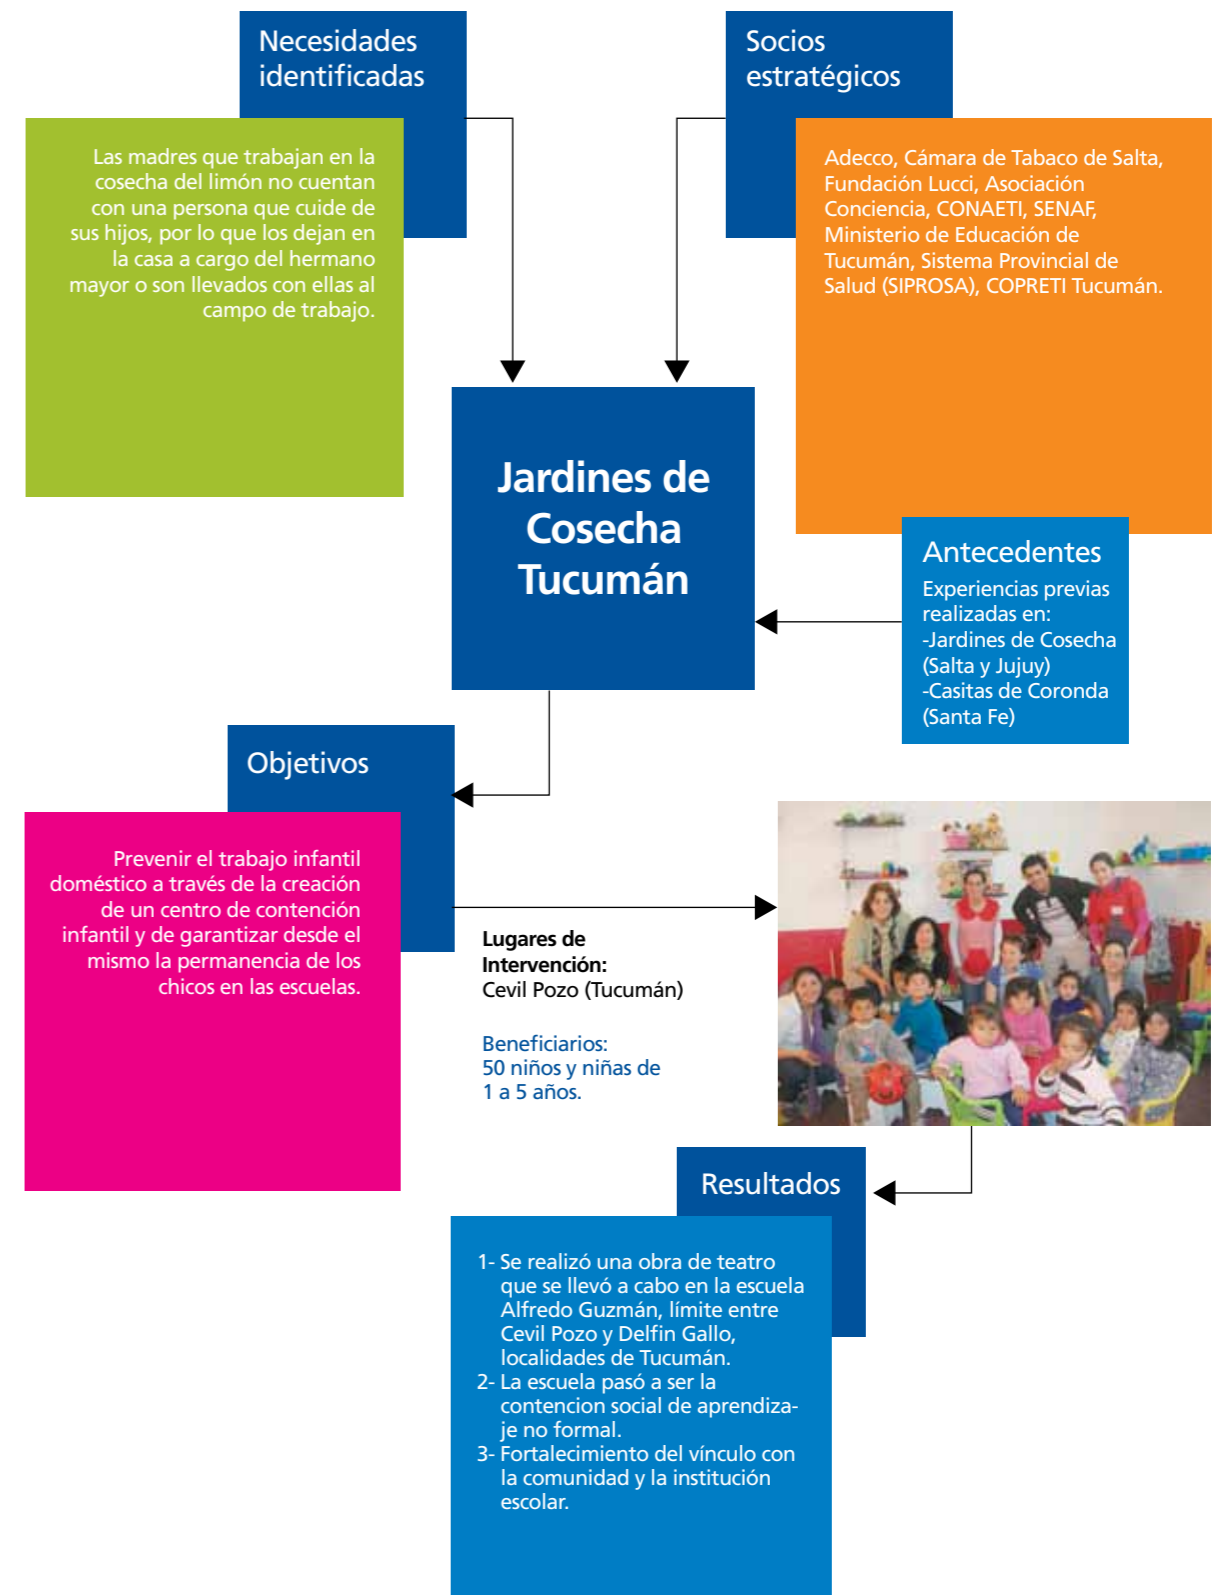 Necesidades
identificadas
Las madres que trabajan en la
cosecha del limón no cuentan
con una persona que cuide de
sus hijos, por lo que los dejan en
la casa a cargo del hermano
mayor o son llevados con ellas al
campo de trabajo.
Socios
estratégicos
Adecco, Cámara de Tabaco de Salta,
Fundación Lucci, Asociación
Conciencia, CONAETI, SENAF,
Ministerio de Educación de
Tucumán, Sistema Provincial de
Salud (SIPROSA), COPRETI Tucumán.
Jardines de
Cosecha
Tucumán
Antecedentes
Experiencias previas
realizadas en:
-Jardines de Cosecha
(Salta y Jujuy)
-Casitas de Coronda
(Santa Fe)
Objetivos
Prevenir el trabajo infantil
doméstico a través de la creación
de un centro de contención
infantil y de garantizar desde el
mismo la permanencia de los
chicos en las escuelas.
Lugares de
Intervención:
Cevil Pozo (Tucumán)
Beneficiarios:
50 niños y niñas de
1 a 5 años.
Resultados
1- Se realizó una obra de teatro
que se llevó a cabo en la escuela
Alfredo Guzmán, límite entre
Cevil Pozo y Delfin Gallo,
localidades de Tucumán.
2- La escuela pasó a ser la
contencion social de aprendiza-
je no formal.
3- Fortalecimiento del vínculo con
la comunidad y la institución
escolar.